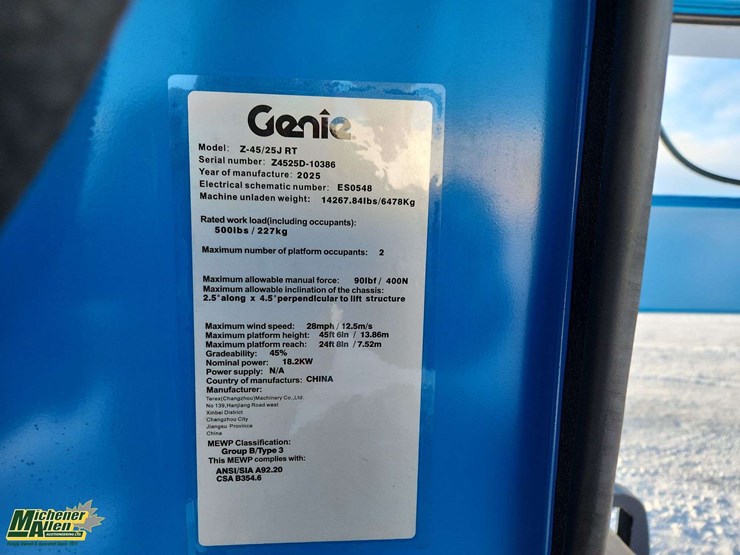 Genie
Model: Z-45/25J RT
Serial number: Z4525D-10386
Year of manufacture: 2025
Electrical schematic number: ES0548
Machine unladen weight: 14267.84lbs/6478Kg
Rated work load(including occupants):
500lbs / 227kg
Maximum number of platform occupants: 2
Maximum allowable manual force: 90lbf / 400N
Maximum allowable inclination of the chassis:
2.5°along x 4.5°perpendicular to lift structure
Maximum wind speed: 28mph / 12.5m/s
Maximum platform height: 45ft 6in / 13.86m
Maximum platform reach: 24ft 8in / 7.52m
Gradeability: 45%
Nominal power: 18.2KW
Power supply: N/A
Country of manufacturs: CHINA
Manufacturer:
Terex(Changzhou)Machinery Co.,Ltd.
No 139,Hanjiang Road west
Xinbei District
Changzhou City
Jiangsu Province
China
MEWP Classification:
Group B/Type 3
This MEWP complies with:
ANSI/SIA A92.20
CSA B354.6
Michener
Allen
AUCTIONEERING LTD.